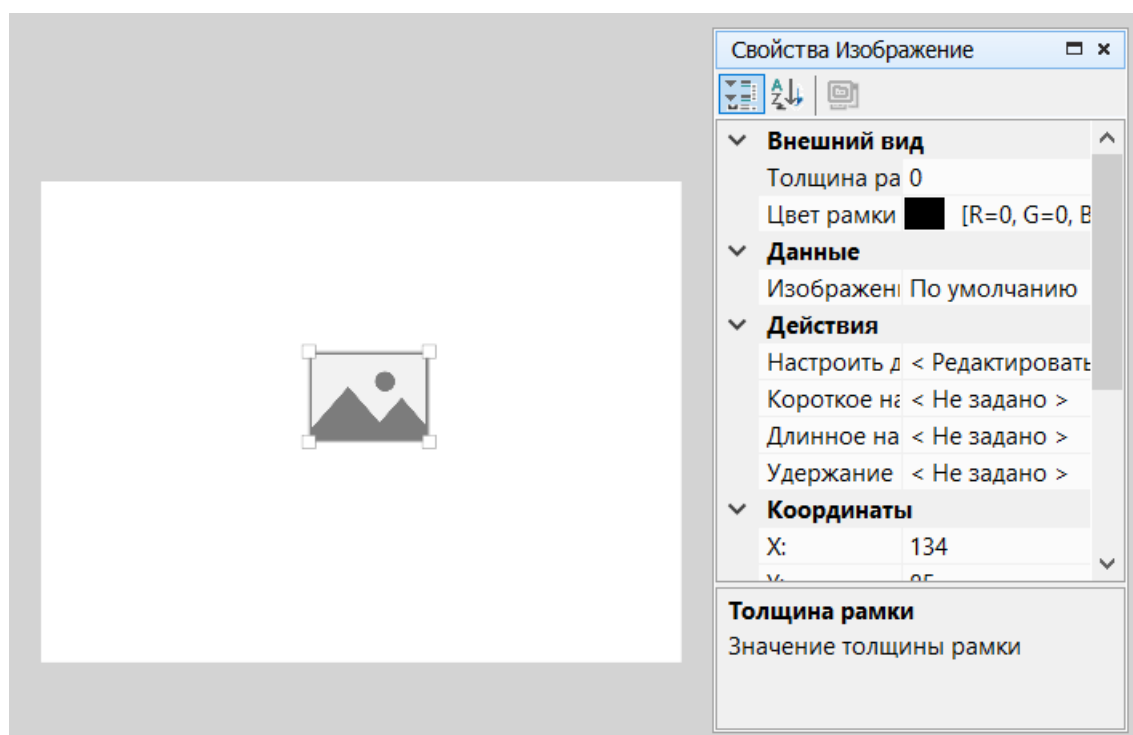 Свойства Изображение
Внешний вид
Толщина ра 0
Цвет рамки [R=0, G=0, B
Данные
Изображен По умолчанию
Действия
Настроить д < Редактировать
Короткое на < Не задано >
Длинное на < Не задано >
Удержание < Не задано >
Координаты
X: 134
Толщина рамки
Значение толщины рамки